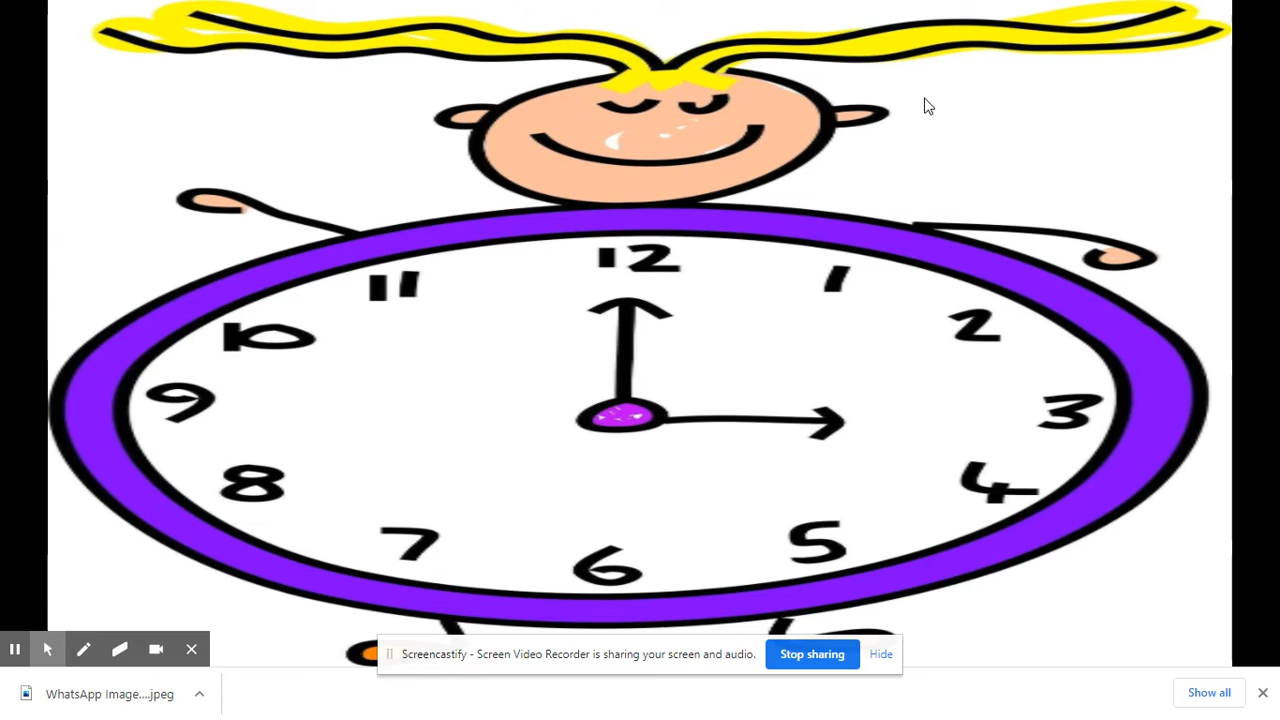 12
11
1
10
2
9
3
8
4
7
5
6
Screencastify - Screen Video Recorder is sharing your screen and audio.
Stop sharing
Hide
WhatsApp Image....jpeg
Show all